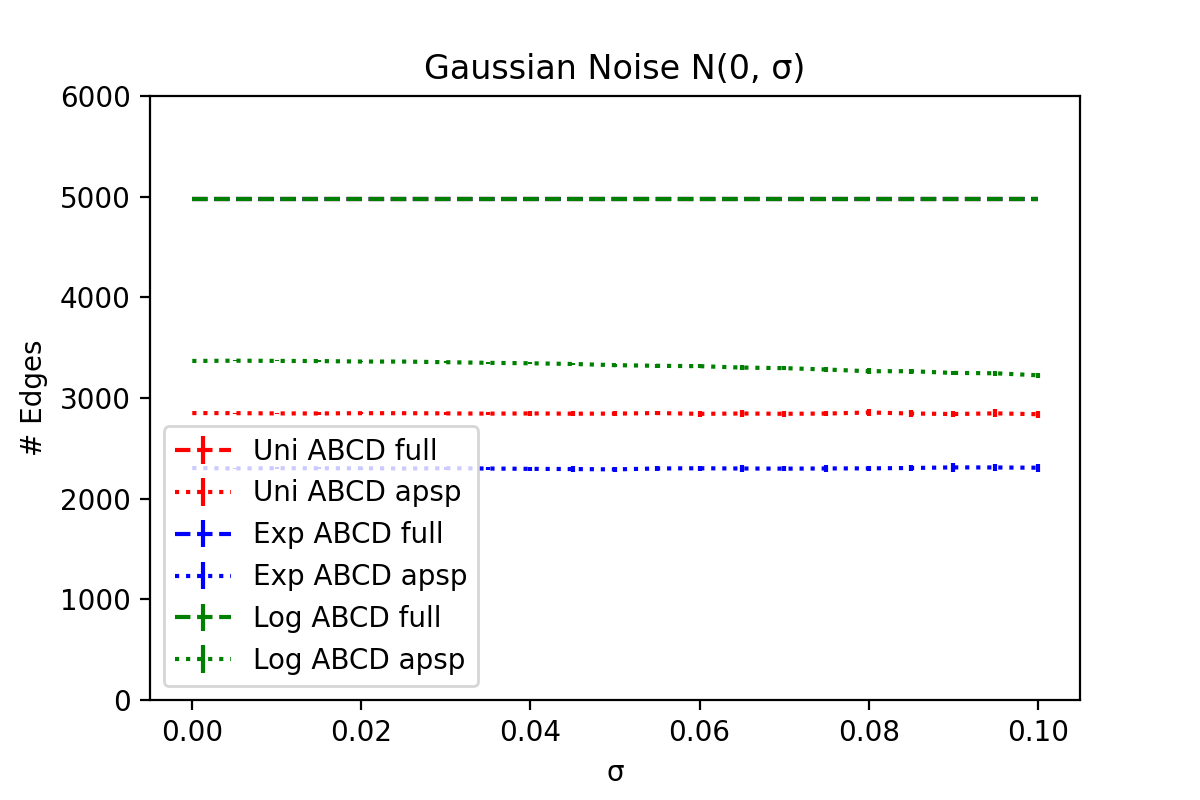 Gaussian Noise N(0, σ)
6000
5000
4000
3000
2000
1000
0
# Edges
Uni ABCD full
Uni ABCD apsp
Exp ABCD full
Exp ABCD apsp
Log ABCD full
Log ABCD apsp
0.00 0.02 0.04 0.06 0.08 0.10
σ